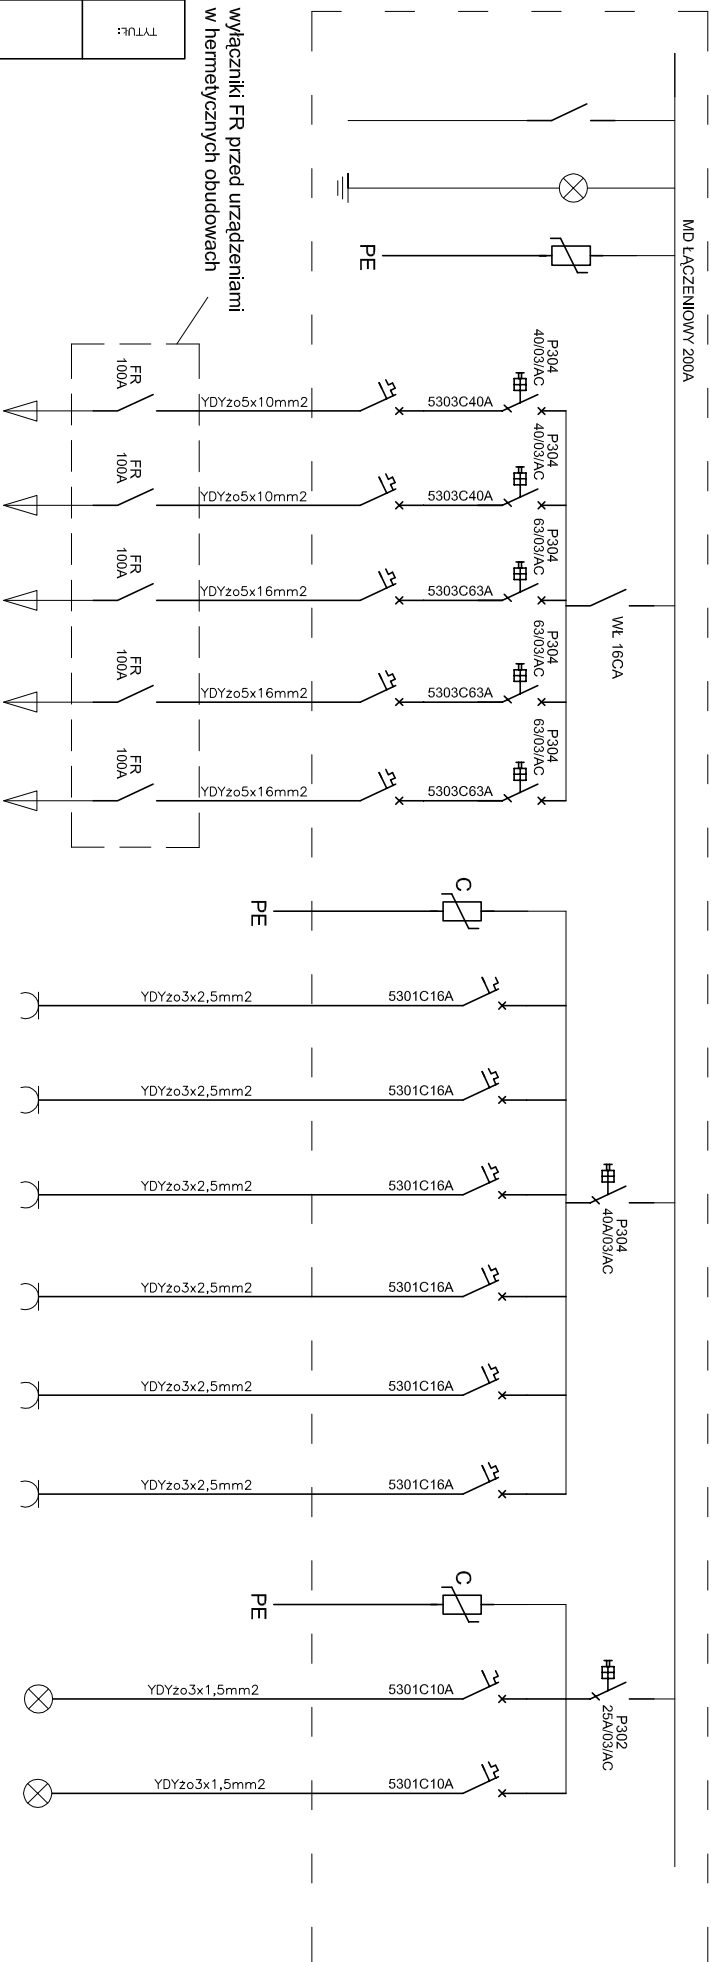 TYTUŁ:
wyłączniki FR przed urządzeniami
w hermetycznych obudowach
MD ŁĄCZENIOWY 200A
PE
P304
40/03/AC
5303C40A
YDYżo5x10mm2
FR
100A
P304
40/03/AC
5303C40A
YDYżo5x10mm2
FR
100A
P304
63/03/AC
5303C63A
YDYżo5x16mm2
FR
100A
WŁ 16CA
P304
63/03/AC
5303C63A
YDYżo5x16mm2
FR
100A
P304
63/03/AC
5303C63A
YDYżo5x16mm2
FR
100A
C
PE
5301C16A
YDYżo3x2,5mm2
5301C16A
YDYżo3x2,5mm2
5301C16A
YDYżo3x2,5mm2
P304
40A/03/AC
5301C16A
YDYżo3x2,5mm2
5301C16A
YDYżo3x2,5mm2
5301C16A
YDYżo3x2,5mm2
C
PE
5301C10A
YDYżo3x1,5mm2
P302
25A/03/AC
5301C10A
YDYżo3x1,5mm2